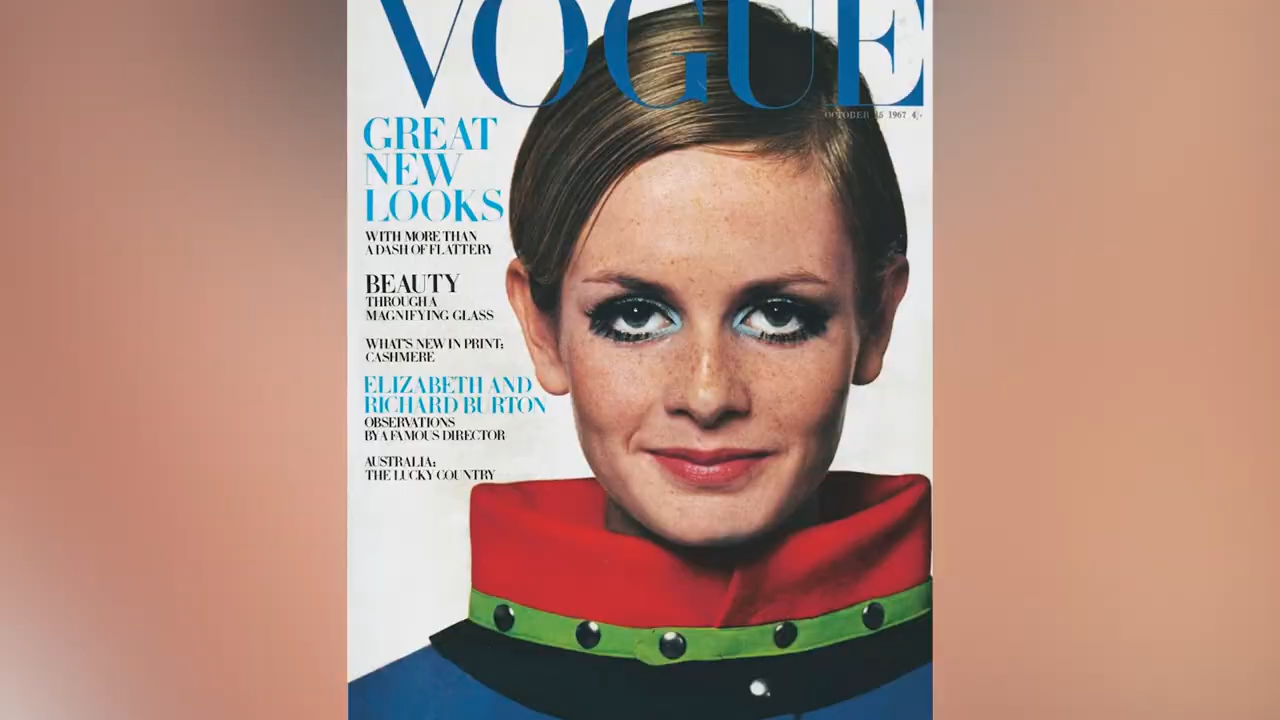 VOGUE
OCTOBER 15 1967 4/-
GREAT
NEW
LOOKS
WITH MORE THAN
A DASH OF FLATTERY
BEAUTY
THROUGH A
MAGNIFYING GLASS
WHAT'S NEW IN PRINT:
CASHMERE
ELIZABETH AND
RICHARD BURTON
OBSERVATIONS
BY A FAMOUS DIRECTOR
AUSTRALIA:
THE LUCKY COUNTRY